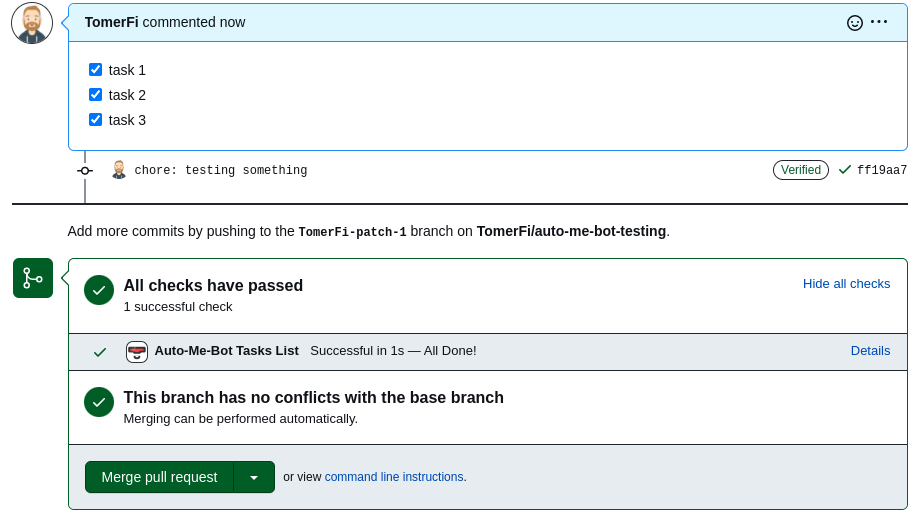 TomerFi commented now
task 1
task 2
task 3
chore: testing something Verified ff19aa7
Add more commits by pushing to the TomerFi-patch-1 branch on TomerFi/auto-me-bot-testing.
All checks have passed Hide all checks
1 successful check
Auto-Me-Bot Tasks List Successful in 1s — All Done! Details
This branch has no conflicts with the base branch
Merging can be performed automatically.
Merge pull request or view command line instructions.